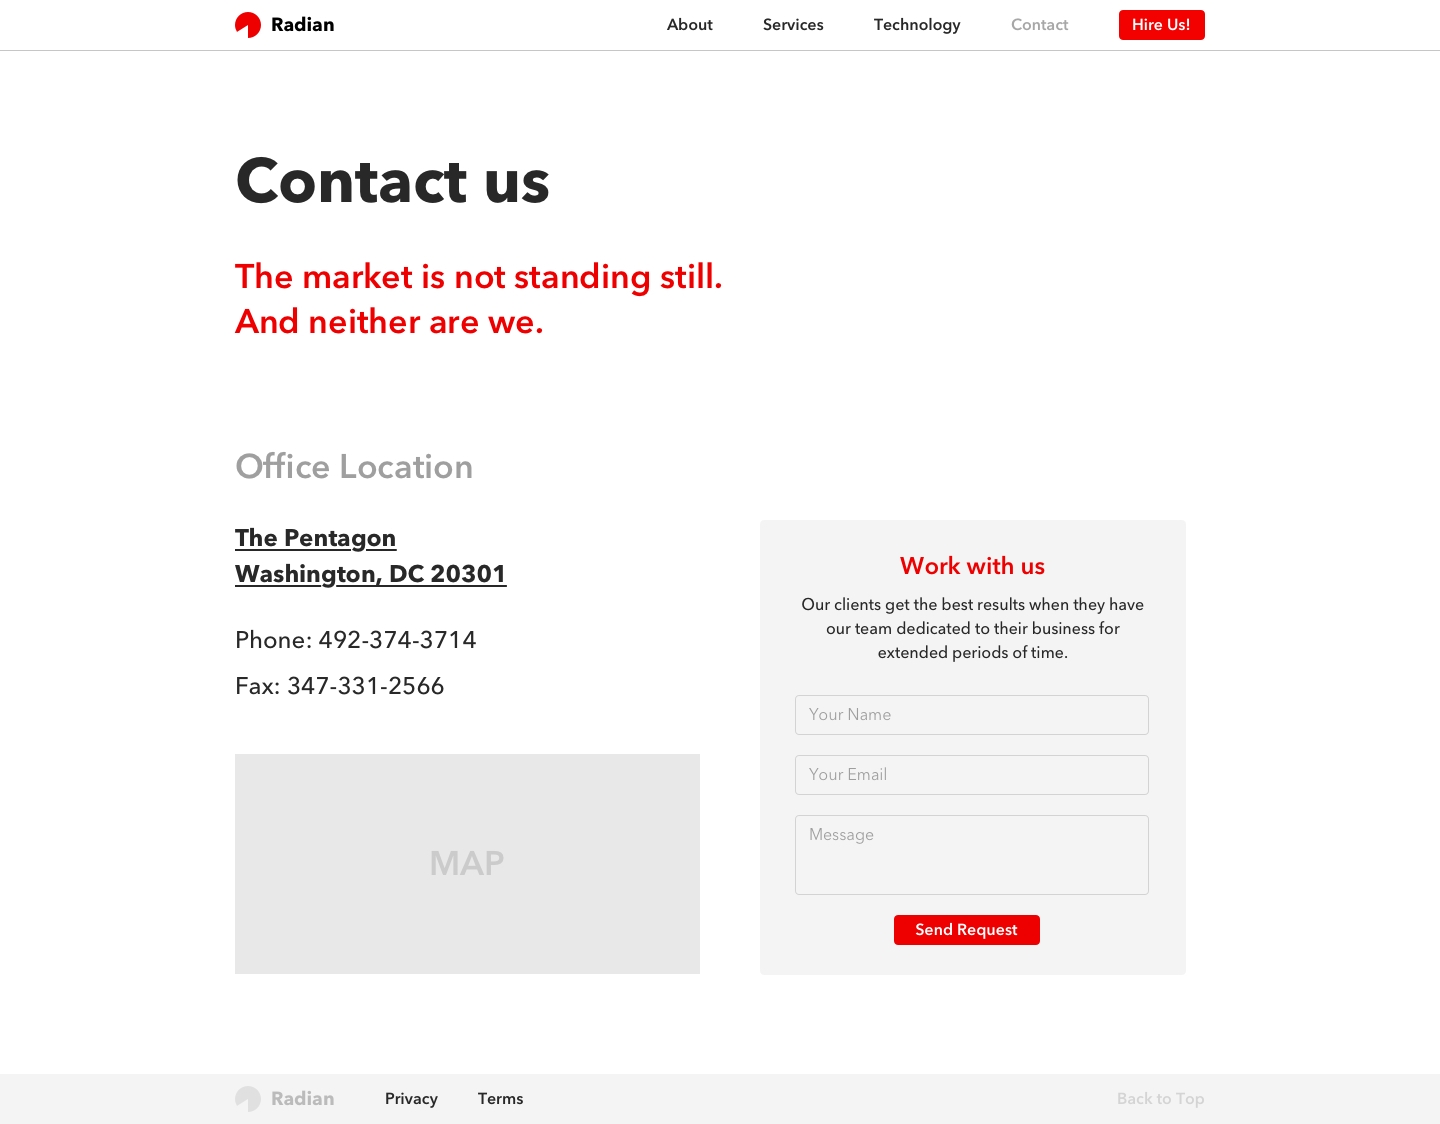 Radian
About
Services
Technology
Contact
Hire Us!
Contact us
The market is not standing still.
And neither are we.
Office Location
The Pentagon
Washington, DC 20301
Phone: 492-374-3714
Fax: 347-331-2566
MAP
Work with us
Our clients get the best results when they have
our team dedicated to their business for
extended periods of time.
Your Name
Your Email
Message
Send Request
Radian
Privacy
Terms
Back to Top